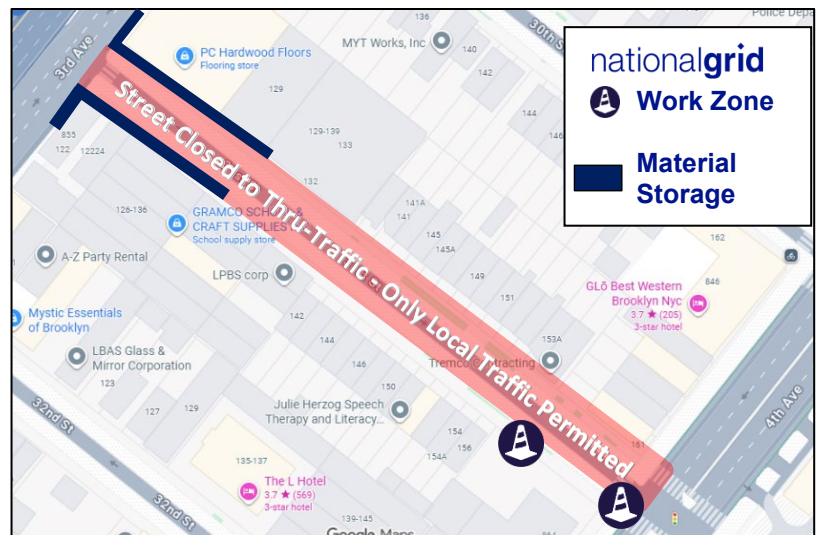 136
Police Depa
30th S
3rd Ave
PC Hardwood Floors
Flooring store
MYT Works, Inc
140
142
129
144
146
nationalgrid
Work Zone
Material
Storage
Street Closed to Thru-Traffic - Only Local Traffic Permitted
855
122
12224
129-139
133
132
126-136
GRAMCO SCHOOL &
CRAFT SUPPLIES
School supply store
141A
141
145
145A
149
151
162
A-Z Party Rental
LPBS corp
GLō Best Western
Brooklyn Nyc
3.7 ★ (205)
3-star hotel
846
Mystic Essentials
of Brooklyn
142
144
146
153A
LBAS Glass &
Mirror Corporation
123
127
129
Tremco Contracting
150
Julie Herzog Speech
Therapy and Literacy...
154
154A
156
161
4th Ave
32nd St
135-137
The L Hotel
3.7 ★ (569)
3-star hotel
32nd St
139-145
Google Maps